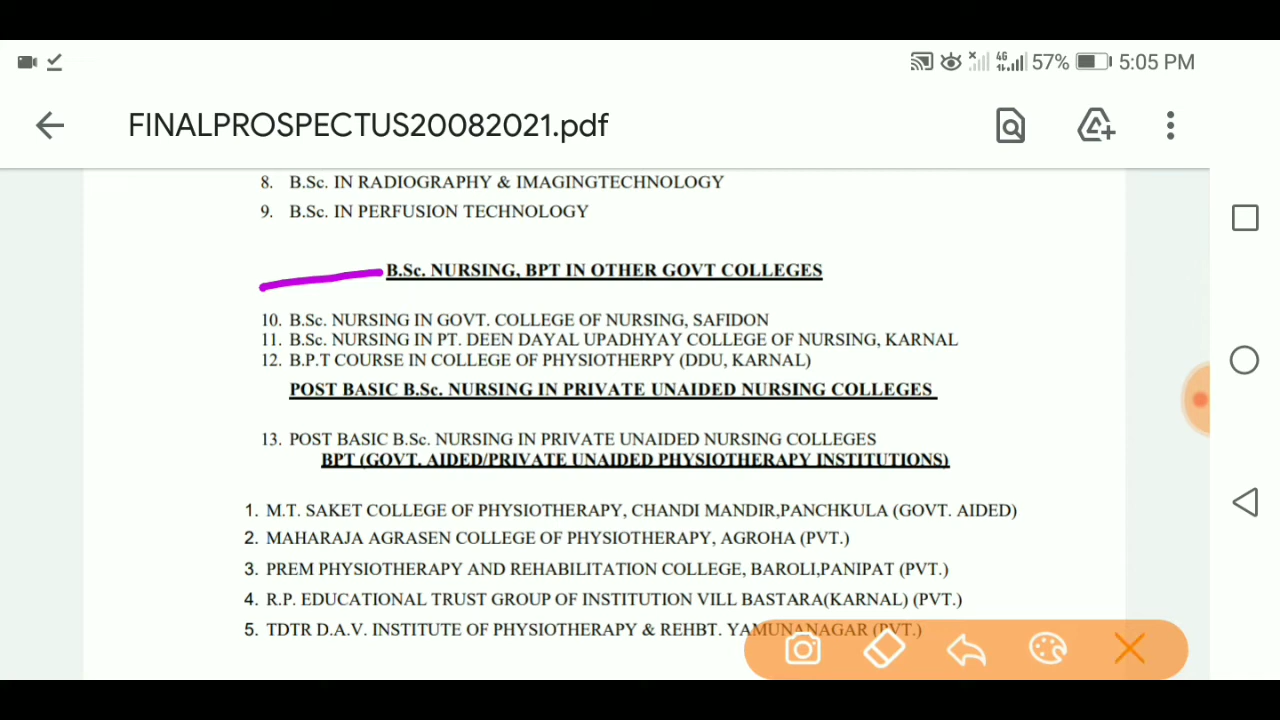 4G 57% 5:05 PM
FINALPROSPECTUS20082021.pdf
8. B.Sc. IN RADIOGRAPHY & IMAGINGTECHNOLOGY
9. B.Sc. IN PERFUSION TECHNOLOGY
B.Sc. NURSING, BPT IN OTHER GOVT COLLEGES
10. B.Sc. NURSING IN GOVT. COLLEGE OF NURSING, SAFIDON
11. B.Sc. NURSING IN PT. DEEN DAYAL UPADHYAY COLLEGE OF NURSING, KARNAL
12. B.P.T COURSE IN COLLEGE OF PHYSIOTHERPY (DDU, KARNAL)
POST BASIC B.Sc. NURSING IN PRIVATE UNAIDED NURSING COLLEGES
13. POST BASIC B.Sc. NURSING IN PRIVATE UNAIDED NURSING COLLEGES
BPT (GOVT. AIDED/PRIVATE UNAIDED PHYSIOTHERAPY INSTITUTIONS)
1. M.T. SAKET COLLEGE OF PHYSIOTHERAPY, CHANDI MANDIR,PANCHKULA (GOVT. AIDED)
2. MAHARAJA AGRASEN COLLEGE OF PHYSIOTHERAPY, AGROHA (PVT.)
3. PREM PHYSIOTHERAPY AND REHABILITATION COLLEGE, BAROLI,PANIPAT (PVT.)
4. R.P. EDUCATIONAL TRUST GROUP OF INSTITUTION VILL BASTARA(KARNAL) (PVT.)
5. TDTR D.A.V. INSTITUTE OF PHYSIOTHERAPY & REHBT. YAMUNANAGAR (PVT.)